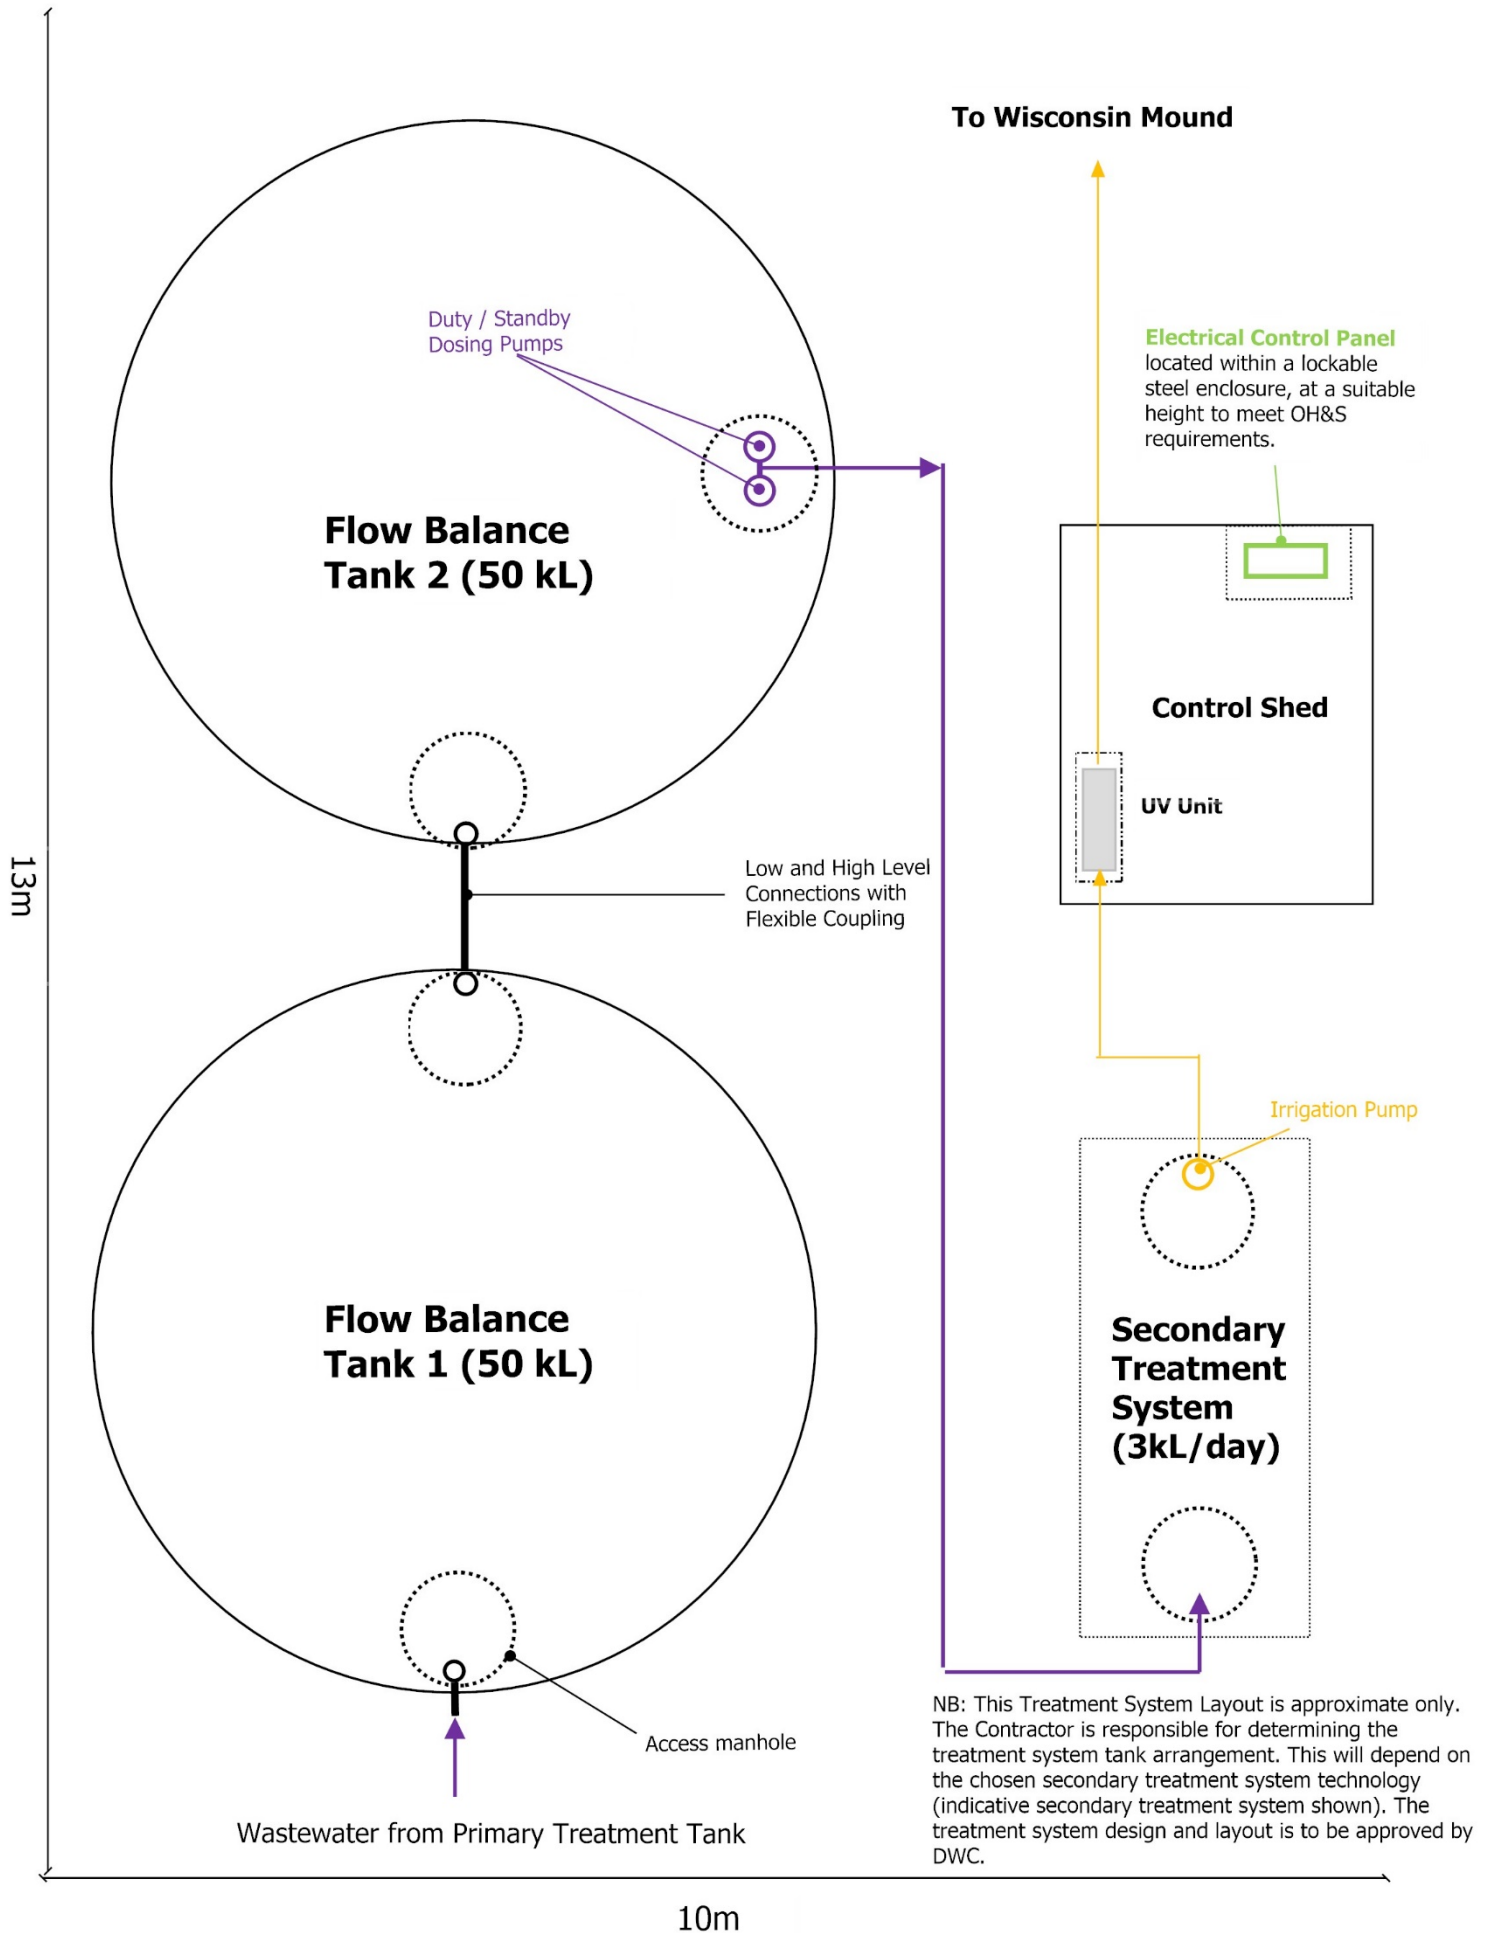 To Wisconsin Mound
Duty / Standby
Dosing Pumps
Electrical Control Panel
located within a lockable
steel enclosure, at a suitable
height to meet OH&S
requirements.
Flow Balance
Tank 2 (50 kL)
Control Shed
UV Unit
Low and High Level
Connections with
Flexible Coupling
13m
Irrigation Pump
Flow Balance
Tank 1 (50 kL)
Secondary
Treatment
System
(3kL/day)
Access manhole
Wastewater from Primary Treatment Tank
NB: This Treatment System Layout is approximate only.
The Contractor is responsible for determining the
treatment system tank arrangement. This will depend on
the chosen secondary treatment system technology
(indicative secondary treatment system shown). The
treatment system design and layout is to be approved by
DWC.
10m